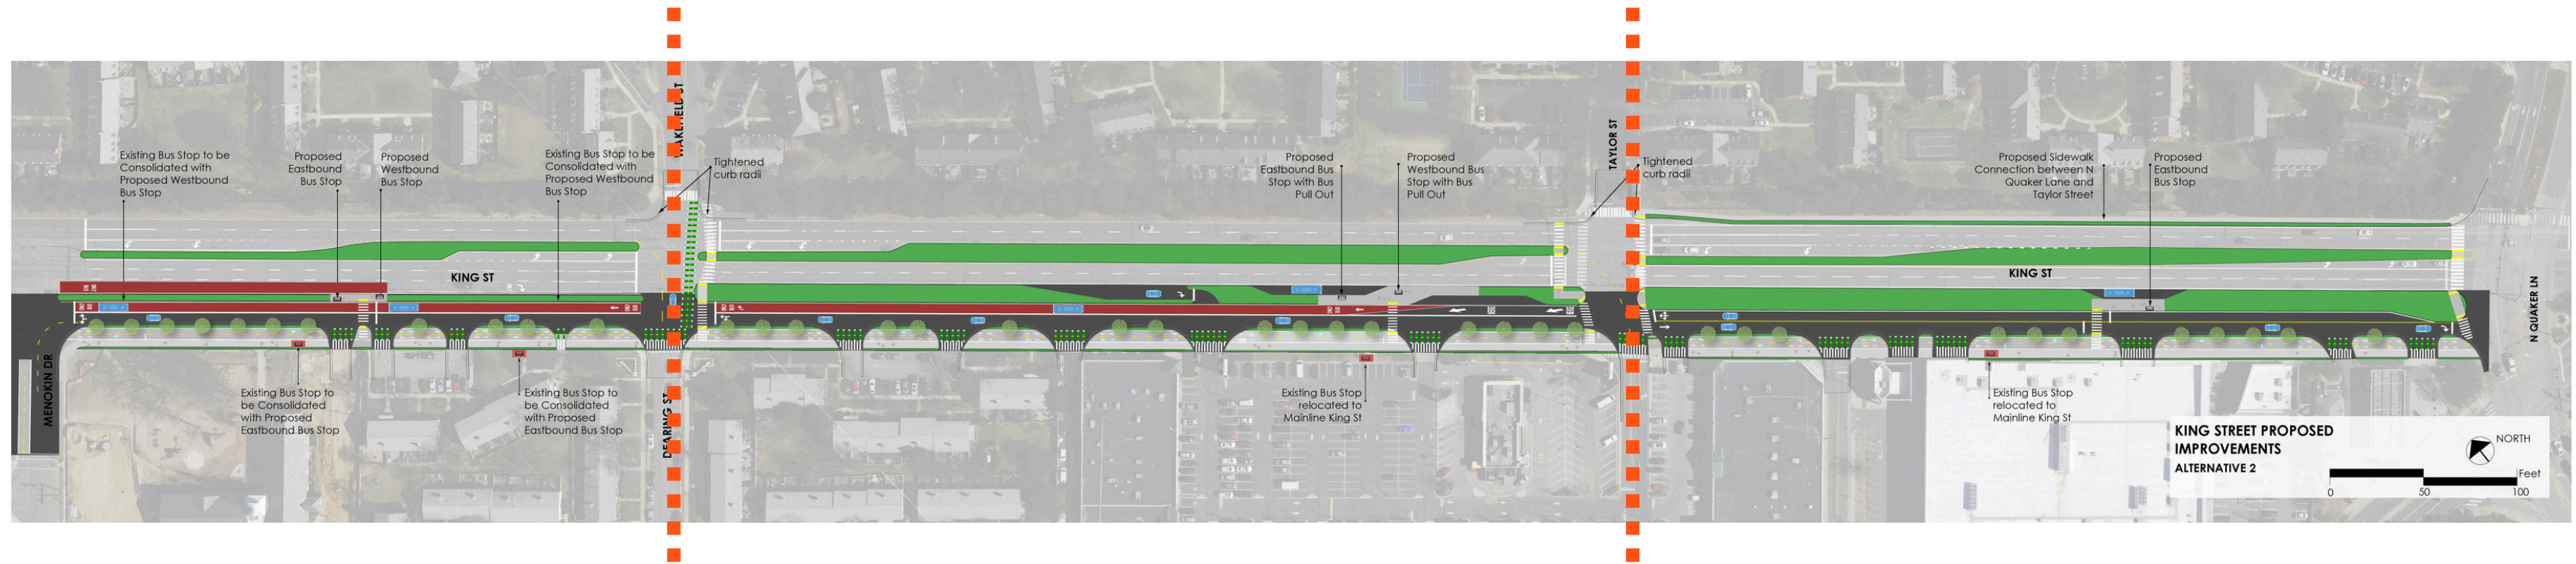 Existing Bus Stop to be
Consolidated with
Proposed Westbound
Bus Stop
Proposed
Eastbound
Bus Stop
Proposed
Westbound
Bus Stop
Existing Bus Stop to be
Consolidated with
Proposed Westbound
Bus Stop
WAKEFIELD ST
Tightened
curb radii
Proposed
Eastbound Bus
Stop with Bus
Pull Out
Proposed
Westbound Bus
Stop with Bus
Pull Out
TAYLOR ST
Tightened
curb radii
Proposed Sidewalk
Connection between N
Quaker Lane and
Taylor Street
Proposed
Eastbound
Bus Stop
KING ST
KING ST
N QUAKER LN
MENOKIN DR
Existing Bus Stop to
be Consolidated
with Proposed
Eastbound Bus Stop
Existing Bus Stop to
be Consolidated
with Proposed
Eastbound Bus Stop
DEARING ST
Existing Bus Stop
relocated to
Mainline King St
Existing Bus Stop
relocated to
Mainline King St
KING STREET PROPOSED
IMPROVEMENTS
ALTERNATIVE 2
NORTH
Feet
0 50 100